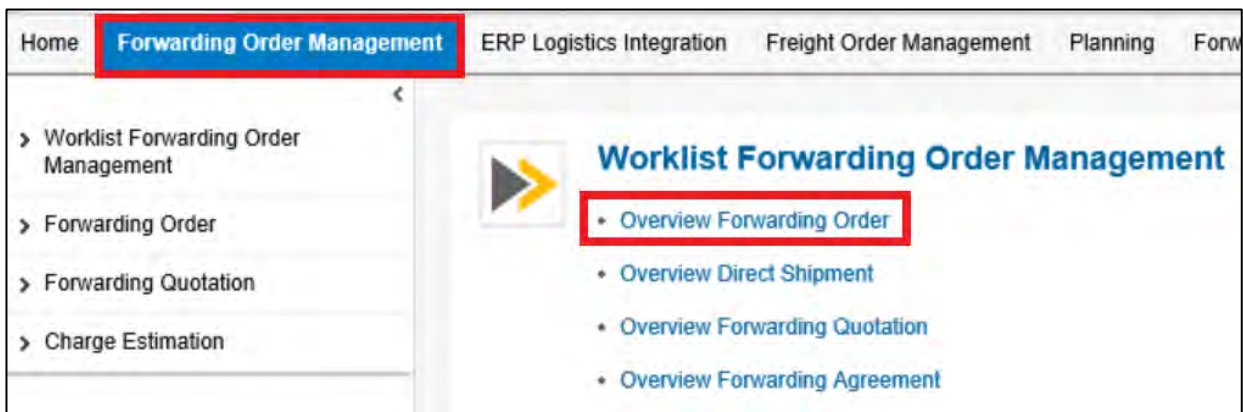 Home Forwarding Order Management ERP Logistics Integration Freight Order Management Planning Forw
Worklist Forwarding Order
Management
Forwarding Order
Forwarding Quotation
Charge Estimation
Worklist Forwarding Order Management
• Overview Forwarding Order
• Overview Direct Shipment
• Overview Forwarding Quotation
• Overview Forwarding Agreement